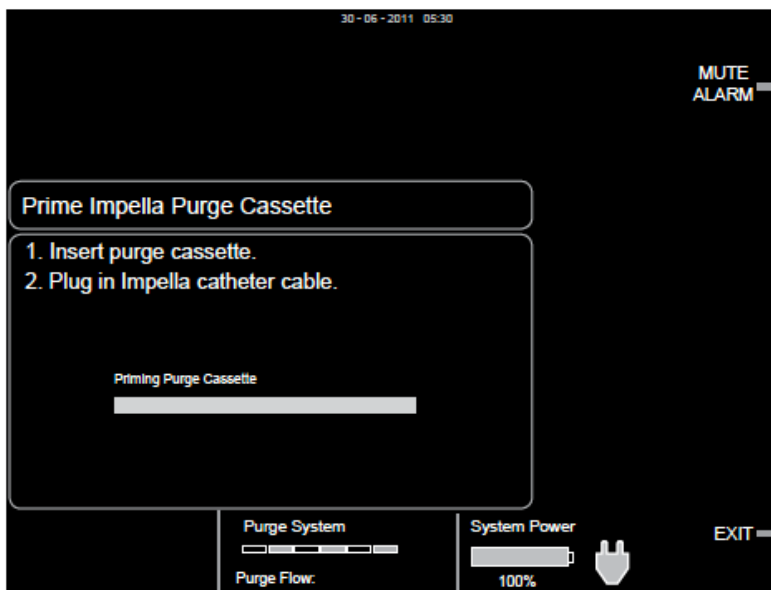 30 - 06 - 2011 05:30
MUTE
ALARM
Prime Impella Purge Cassette
1. Insert purge cassette.
2. Plug in Impella catheter cable.
Priming Purge Cassette
Purge System
System Power
EXIT
Purge Flow:
100%